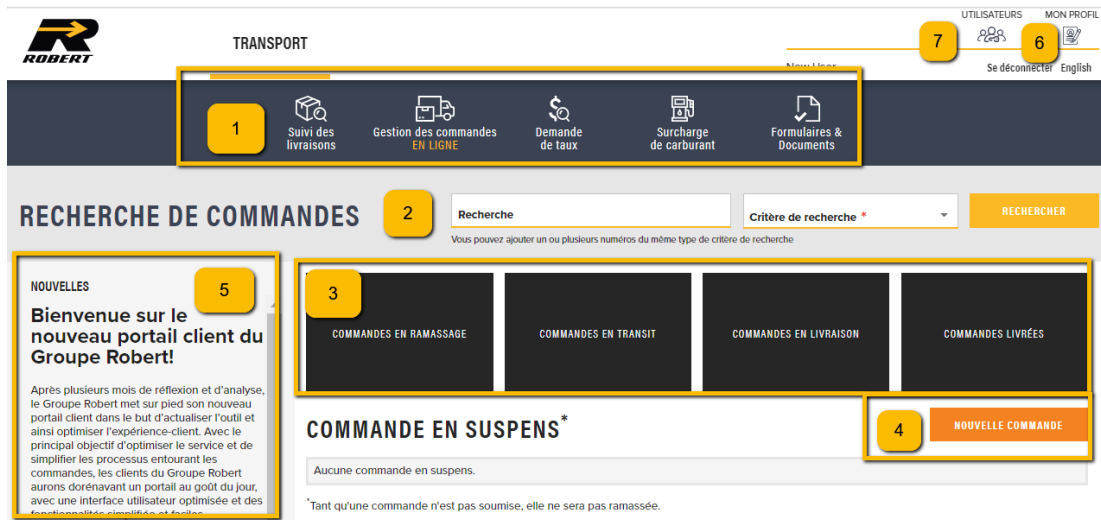 UTILISATEURS MON PROFIL
7
6
ROBERT
TRANSPORT
New User
Se déconnecter English
1
Suivi des
livraisons
Gestion des commandes
EN LIGNE
Demande
de taux
Surcharge
de carburant
Formulaires &
Documents
RECHERCHE DE COMMANDES
2
Recherche
Critère de recherche *
RECHERCHER
Vous pouvez ajouter un ou plusieurs numéros du même type de critère de recherche
NOUVELLES
5
Bienvenue sur le
nouveau portail client du
Groupe Robert!
Après plusieurs mois de réflexion et d'analyse,
le Groupe Robert met sur pied son nouveau
portail client dans le but d'actualiser l'outil et
ainsi optimiser l'expérience-client. Avec le
principal objectif d'optimiser le service et de
simplifier les processus entourant les
commandes, les clients du Groupe Robert
aurons dorénavant un portail au goût du jour,
avec une interface utilisateur optimisée et des
fonctionnalités simplifiée et faciles
3
COMMANDES EN RAMASSAGE
COMMANDES EN TRANSIT
COMMANDES EN LIVRAISON
COMMANDES LIVRÉES
4
NOUVELLE COMMANDE
COMMANDE EN SUSPENS*
Aucune commande en suspens.
*Tant qu'une commande n'est pas soumise, elle ne sera pas ramassée.